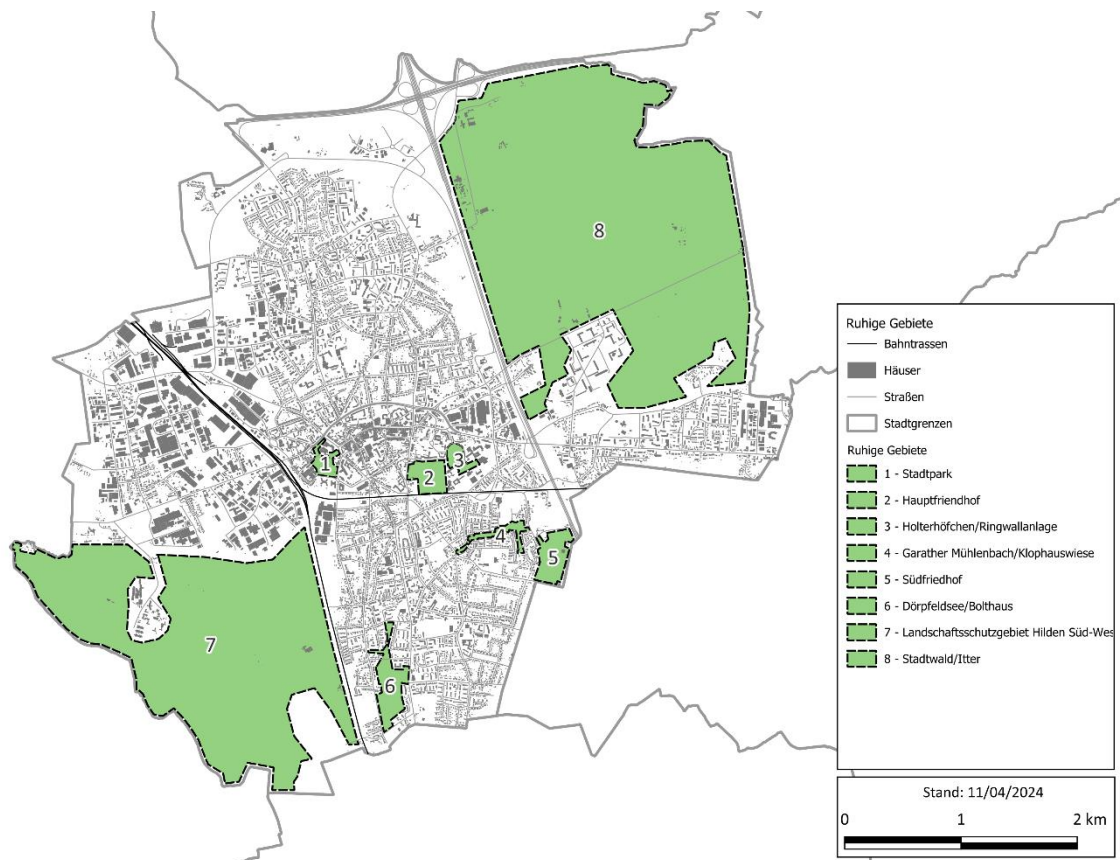 8
1
2
3
4
5
6
7
Ruhige Gebiete
Bahntrassen
Häuser
Straßen
Stadtgrenzen
Ruhige Gebiete
1 - Stadtpark
2 - Hauptfriendhof
3 - Holterhöfchen/Ringwallanlage
4 - Garather Mühlenbach/Klophauswiese
5 - Südfriedhof
6 - Dörpfeldsee/Bolthaus
7 - Landschaftsschutzgebiet Hilden Süd-Wes
8 - Stadtwald/Itter
Stand: 11/04/2024
0 1 2 km